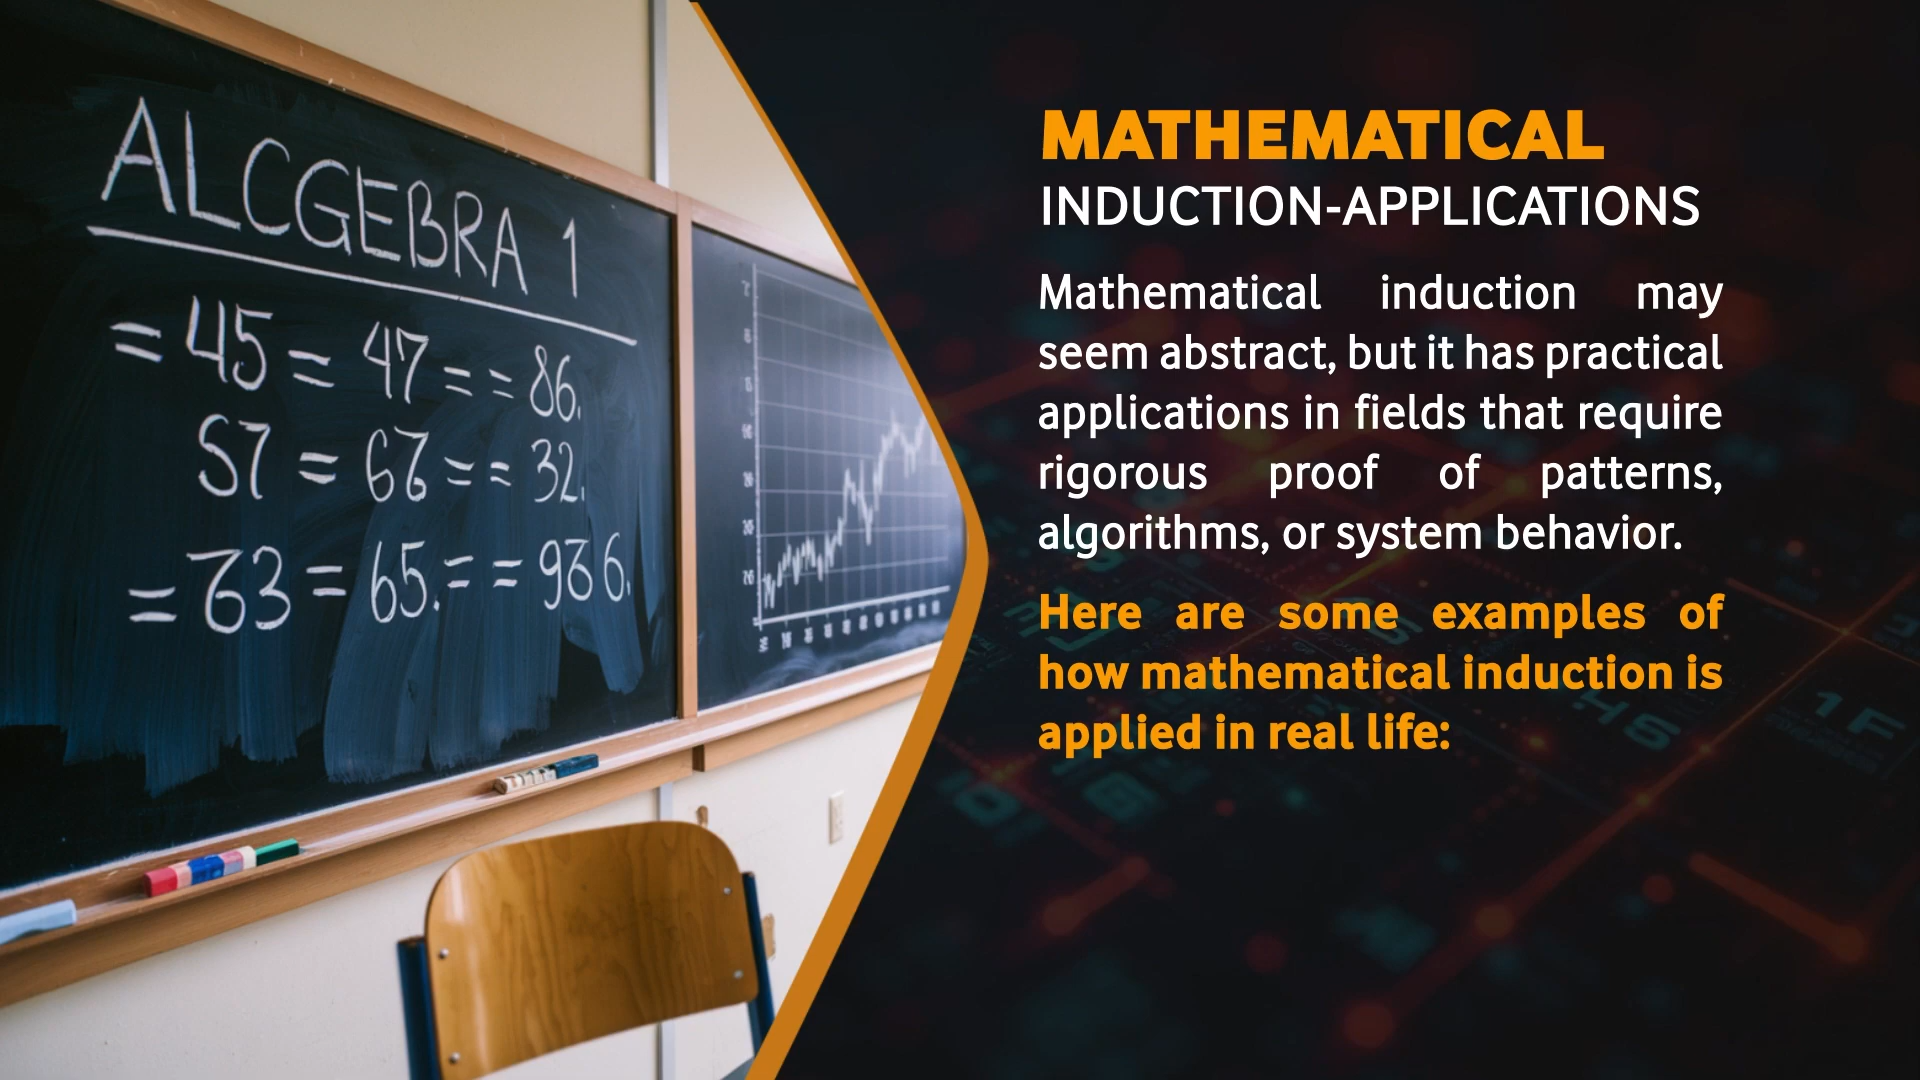 ALCGEBRA 1
= 45 = 47 = = 86.
57 = 67 = = 32.
= 63 = 65. = = 936.
MATHEMATICAL
INDUCTION-APPLICATIONS
Mathematical induction may
seem abstract, but it has practical
applications in fields that require
rigorous proof of patterns,
algorithms, or system behavior.
Here are some examples of
how mathematical induction is
applied in real life: